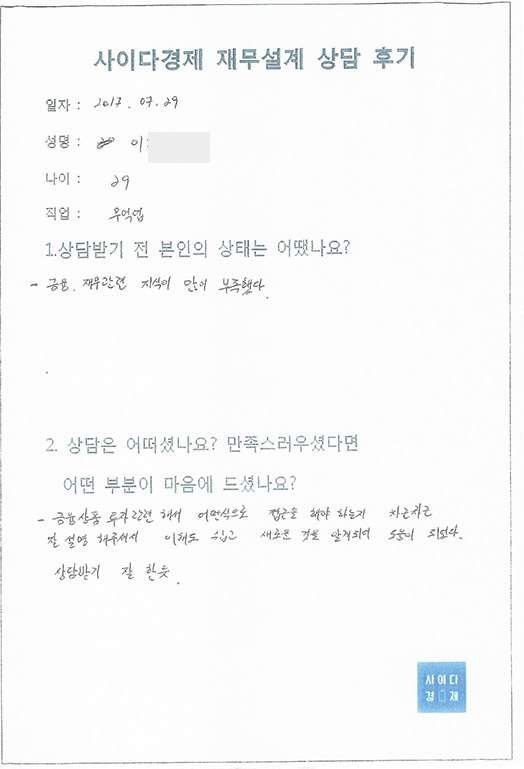 사이다경제 재무설계 상담 후기
일자 : 2017. 07. 29
성명 : 이
나이 : 29
직업 : 무역업
1.상담받기 전 본인의 상태는 어땠나요?
- 금융, 재무관련 지식이 많이 부족했다.
2. 상담은 어떠셨나요? 만족스러우셨다면
어떤 부분이 마음에 드셨나요?
- 금융상품 투자관련 해서 어떤식으로 접근을 해야 하는지 차근차근
잘 설명 해주셔서 이해도 쉽고 새로운 것을 알게되어 도움이 되었다.
상담받기 잘 한듯.
사이다
경제